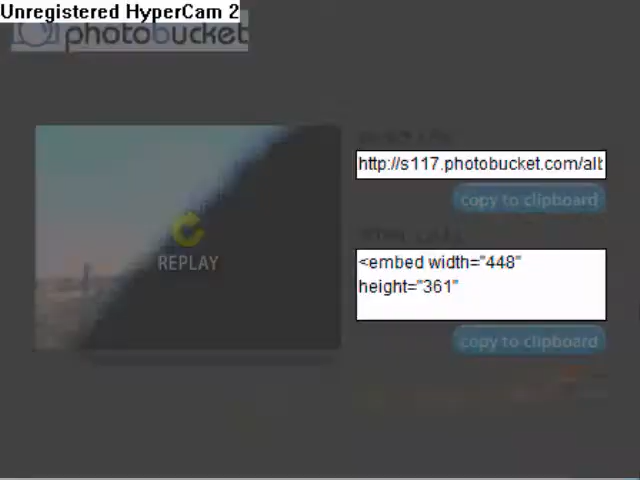 Unregistered HyperCam 2
photobucket
http://s117.photobucket.com/alb
copy to clipboard
REPLAY
<embed width="448"
height="361"
copy to clipboard